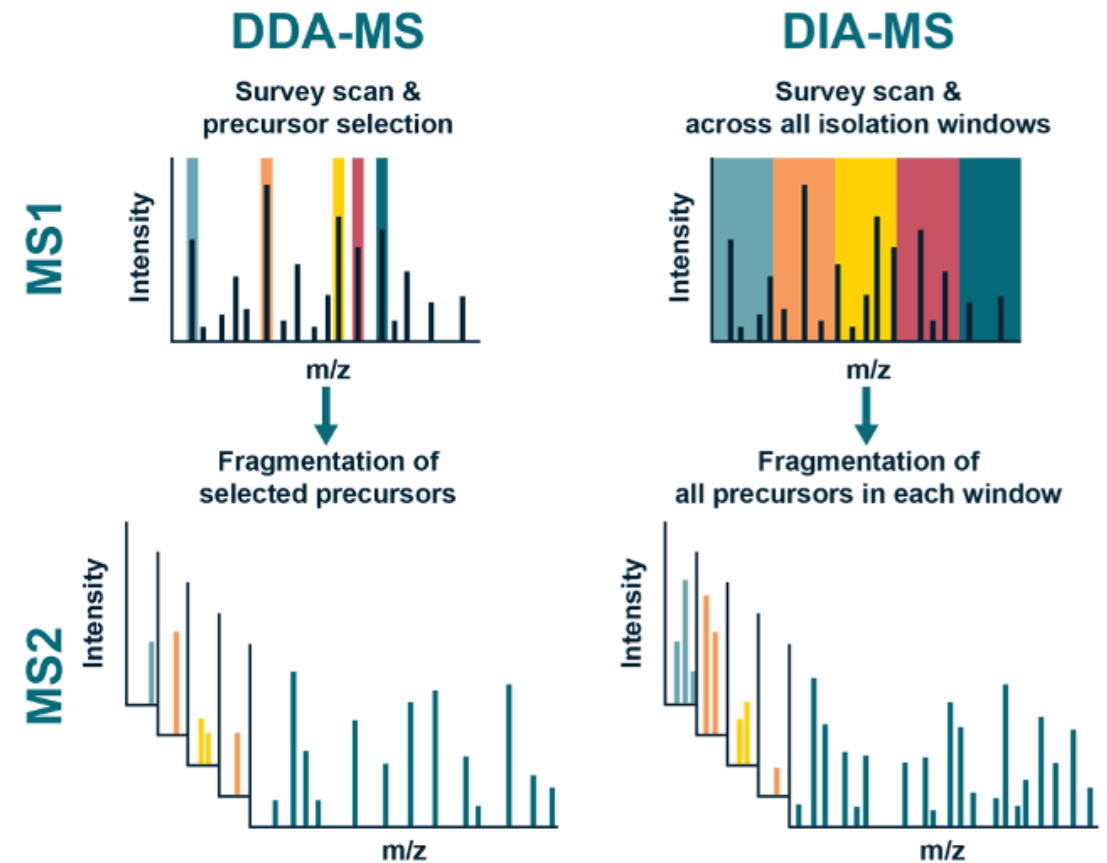 DDA-MS
DIA-MS
Survey scan &
precursor selection
Survey scan &
across all isolation windows
MS1
Intensity
m/z
Intensity
m/z
Fragmentation of
selected precursors
Fragmentation of
all precursors in each window
MS2
Intensity
m/z
Intensity
m/z